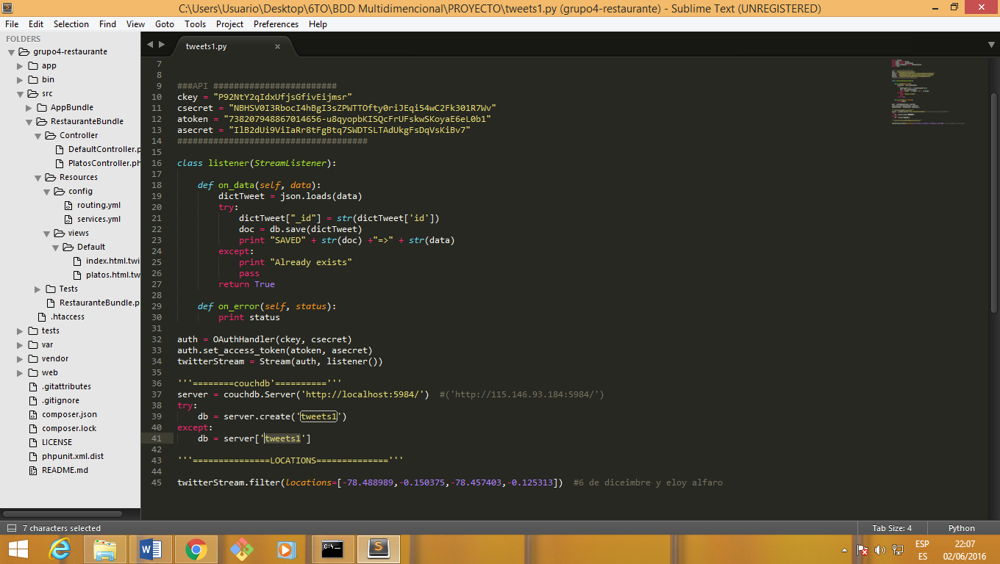 C:\Users\Usuario\Desktop\6TO\BDD Multidimencional\PROYECTO\tweets1.py (grupo4-restaurante) - Sublime Text (UNREGISTERED)
File Edit Selection Find View Goto Tools Project Preferences Help
FOLDERS
grupo4-restaurante
app
bin
src
AppBundle
RestauranteBundle
Controller
DefaultController.p
PlatosController.ph
Resources
config
routing.yml
services.yml
views
Default
index.html.twi
platos.html.tw
Tests
RestauranteBundle.p
.htaccess
tests
var
vendor
web
.gitattributes
.gitignore
composer.json
composer.lock
LICENSE
phpunit.xml.dist
README.md
tweets1.py
7
8
9 ###API ########################
10 ckey = "P92NtY2qIdxUfjsGfivEijmsr"
11 csecret = "NBHSV0I3RbocI4hBgI3sZPWTTOfty0riJEqi54wC2Fk301R7Wv"
12 atoken = "738207948867014656-u8qyopbKISQcFrUFskwSKoyaE6eL0b1"
13 asecret = "IlB2dUi9ViIaRr8tFgBtq7SWDTSLTAdUkgFsDqVsKiBv7"
14 #####################################
15
16 class listener(StreamListener):
17
18 def on_data(self, data):
19 dictTweet = json.loads(data)
20 try:
21 dictTweet["_id"] = str(dictTweet['id'])
22 doc = db.save(dictTweet)
23 print "SAVED" + str(doc) +"=>" + str(data)
24 except:
25 print "Already exists"
26 pass
27 return True
28
29 def on_error(self, status):
30 print status
31
32 auth = OAuthHandler(ckey, csecret)
33 auth.set_access_token(atoken, asecret)
34 twitterStream = Stream(auth, listener())
35
36 '''========couchdb'=========='''
37 server = couchdb.Server('http://localhost:5984/') #('http://115.146.93.184:5984/')
38 try:
39 db = server.create('tweets1')
40 except:
41 db = server['tweets1']
42
43 '''===============LOCATIONS=============='''
44
45 twitterStream.filter(locations=[-78.488989,-0.150375,-78.457403,-0.125313]) #6 de diceimbre y eloy alfaro
7 characters selected Tab Size: 4 Python
ESP 22:07
ES 02/06/2016